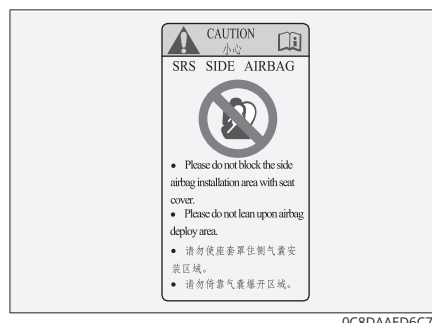 CAUTION
小心
SRS SIDE AIRBAG
● Please do not block the side
airbag installation area with seat
cover.
● Please do not lean upon airbag
deploy area.
● 请勿使座套罩住侧气囊安
装区域。
● 请勿倚靠气囊爆开区域。
0C8DAAED6C7